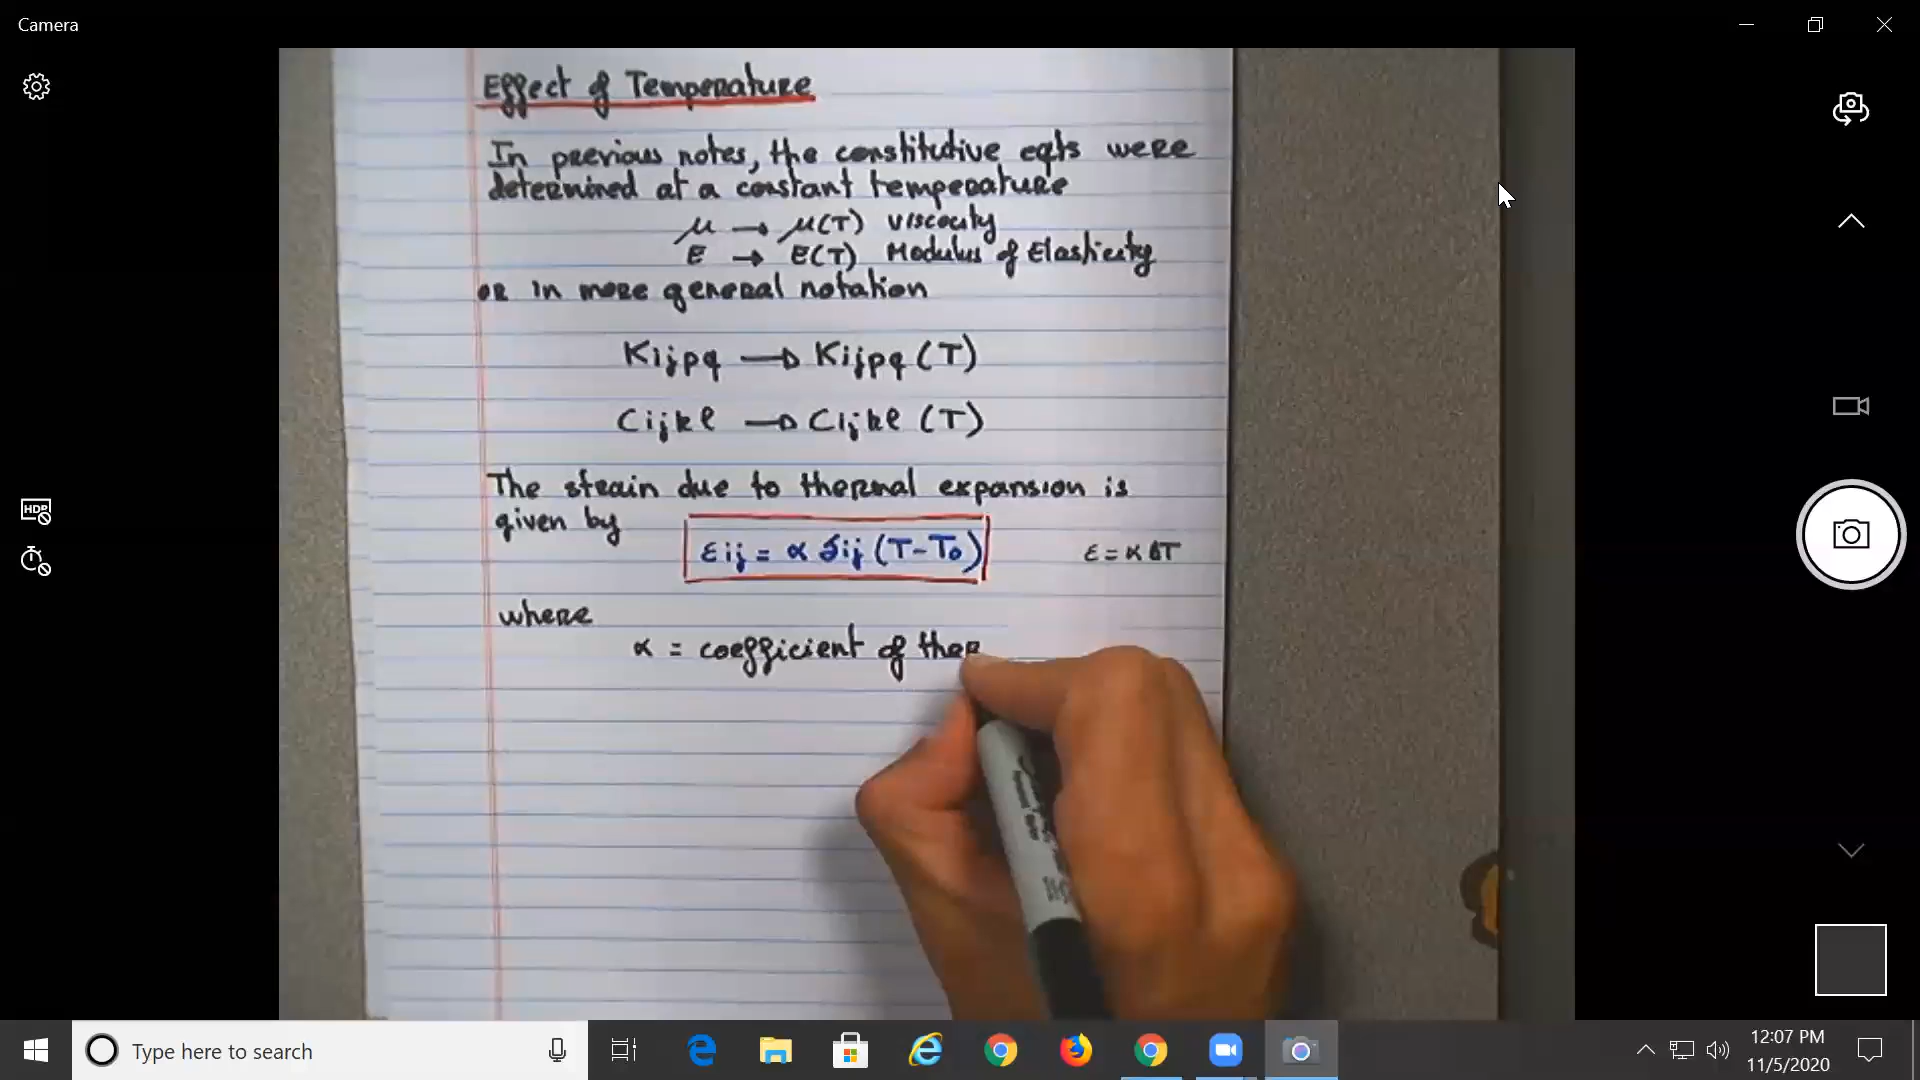 Camera
Effect of Temperature
In previous notes, the constitutive eqts were
determined at a constant temperature
μ → μ(T) viscosity
E → E(T) Modulus of Elasticity
or in more general notation
Kijpq → Kijpq (T)
Cijkl → Cijkl (T)
The strain due to thermal expansion is
given by
εij = α δij (T-To)
ε = α ΔT
where
α = coefficient of ther
Type here to search
12:07 PM
11/5/2020